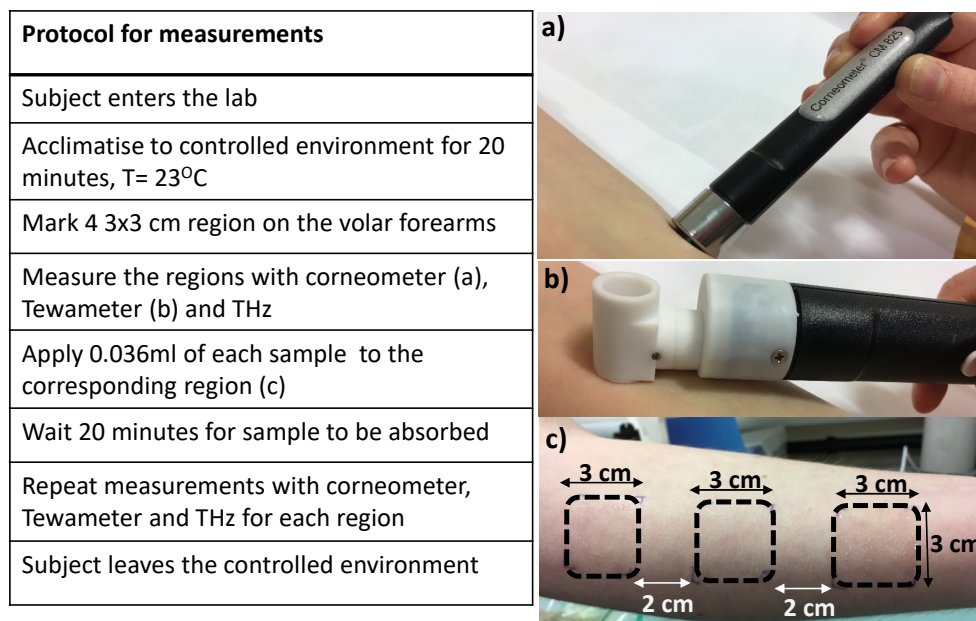 Protocol for measurements
Subject enters the lab
Acclimatise to controlled environment for 20
minutes, T= 23⁰C
Mark 4 3x3 cm region on the volar forearms
Measure the regions with corneometer (a),
Tewameter (b) and THz
Apply 0.036ml of each sample to the
corresponding region (c)
Wait 20 minutes for sample to be absorbed
Repeat measurements with corneometer,
Tewameter and THz for each region
Subject leaves the controlled environment
a)
Corneometer® CM 825
b)
c)
3 cm
3 cm
3 cm
3 cm
2 cm
2 cm